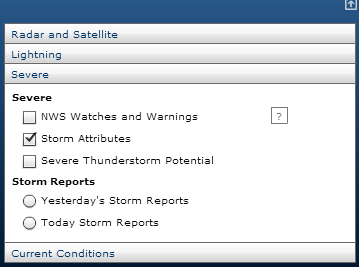 Radar and Satellite
Lightning
Severe
Severe
NWS Watches and Warnings ?
Storm Attributes
Severe Thunderstorm Potential
Storm Reports
Yesterday's Storm Reports
Today Storm Reports
Current Conditions